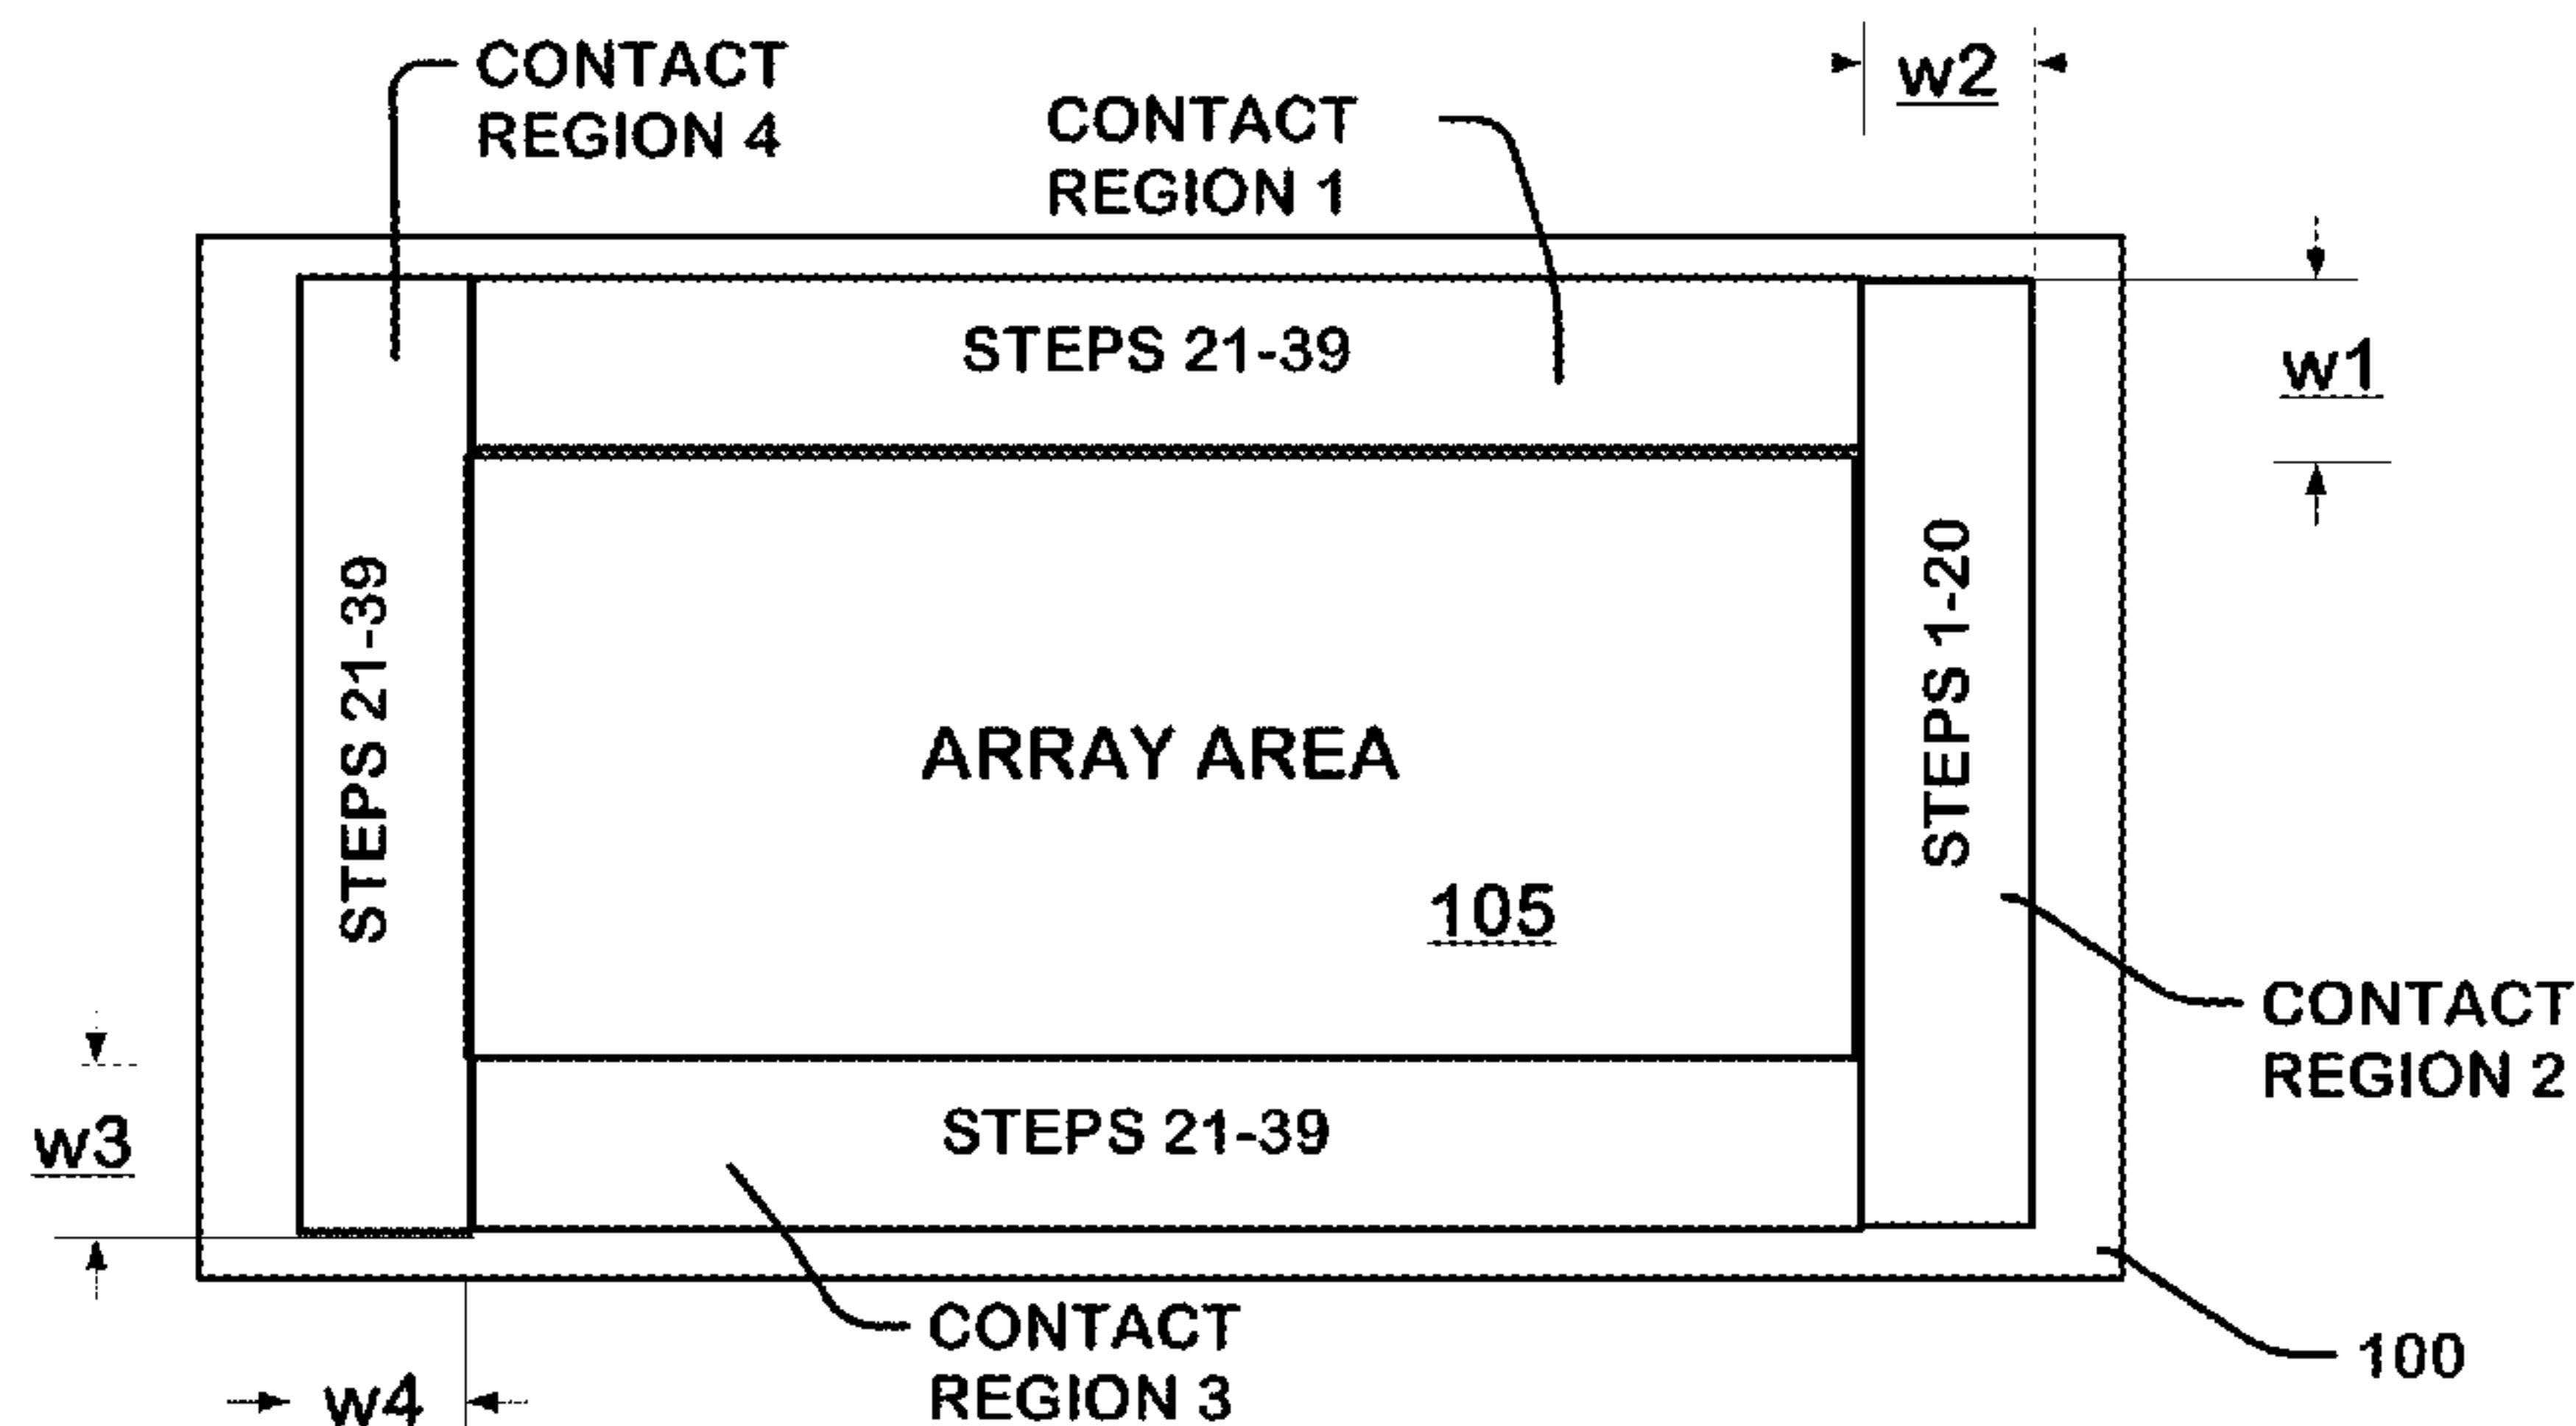 CONTACT
REGION 4
CONTACT
REGION 1
w2
STEPS 21-39
w1
STEPS 21-39
STEPS 1-20
ARRAY AREA
105
w3
STEPS 21-39
CONTACT
REGION 2
CONTACT
REGION 3
100
w4